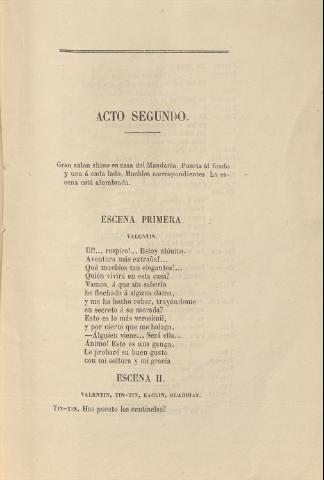 ACTO SEGUNDO.
Gran salon chino en casa del Mandarin. Puerta al fondo
y una á cada lado. Muebles correspondientes. La es-
cena está alumbrada.
ESCENA PRIMERA.
VALENTIN.
Uf!... respiro!... Estoy atónito.
Aventura más extraña!...
Qué muebles tan elegantes!...
Quién vivirá en esta casa?
Vamos, á que sin saberlo
he flechado á alguna dama,
y me ha hecho robar, trayéndome
en secreto á su morada?
Esto es lo más verosimil,
y por cierto que me halaga.
—Álguien viene... Será ella...
Ánimo! Esto es una ganga.
Le probaré su buen gusto
con mi soltura y mi gracia
ESCENA II.
VALENTIN, TIN-TIN, KAOLIN, GUARDIAS.
TIN-TIN. Has puesto los centinelas?